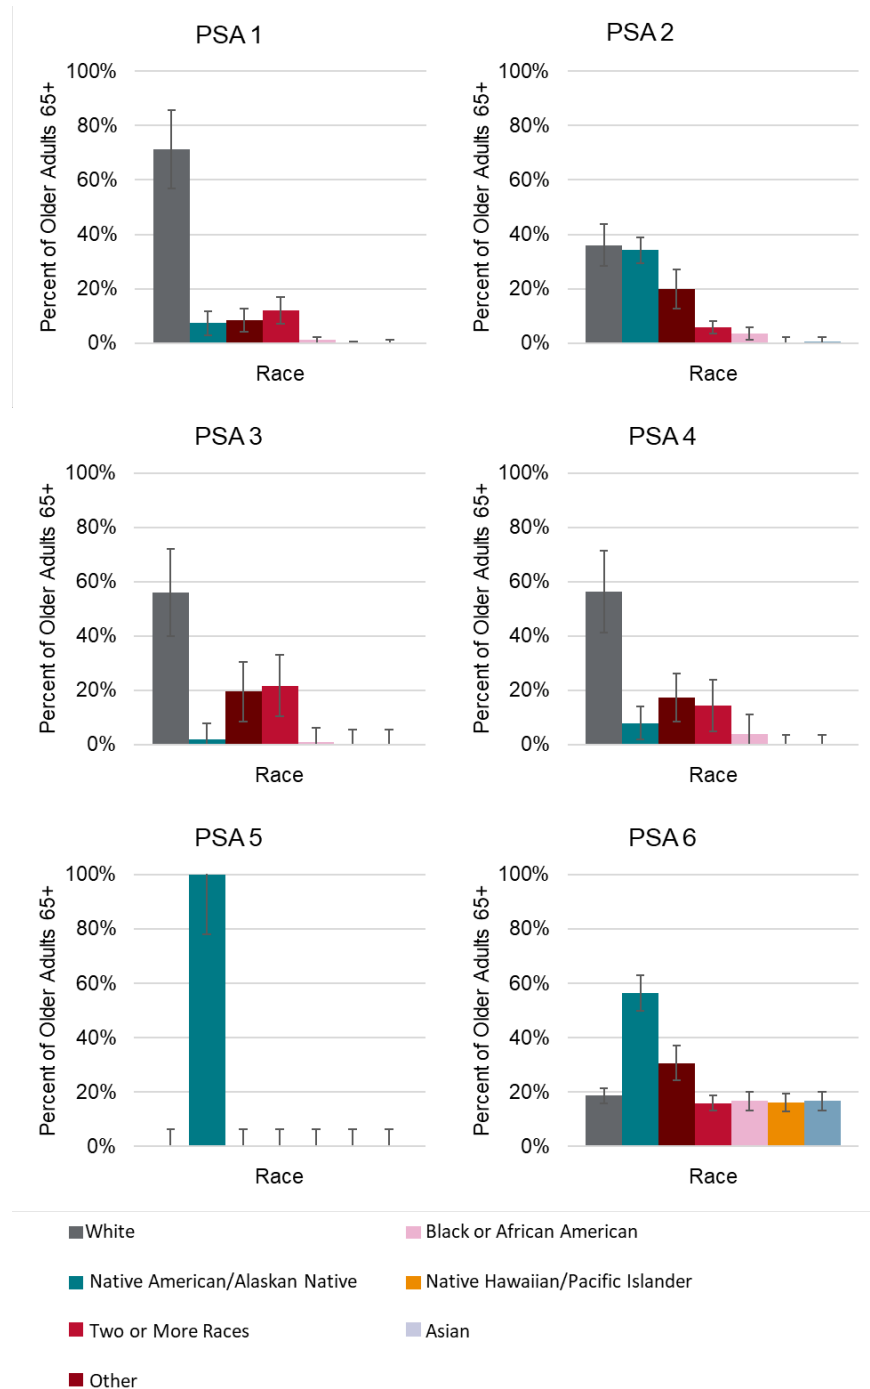 PSA 1
Percent of Older Adults 65+
100%
80%
60%
40%
20%
0%
Race
PSA 2
Percent of Older Adults 65+
100%
80%
60%
40%
20%
0%
Race
PSA 3
Percent of Older Adults 65+
100%
80%
60%
40%
20%
0%
Race
PSA 4
Percent of Older Adults 65+
100%
80%
60%
40%
20%
0%
Race
PSA 5
Percent of Older Adults 65+
100%
80%
60%
40%
20%
0%
Race
PSA 6
Percent of Older Adults 65+
100%
80%
60%
40%
20%
0%
Race
White
Black or African American
Native American/Alaskan Native
Native Hawaiian/Pacific Islander
Two or More Races
Asian
Other